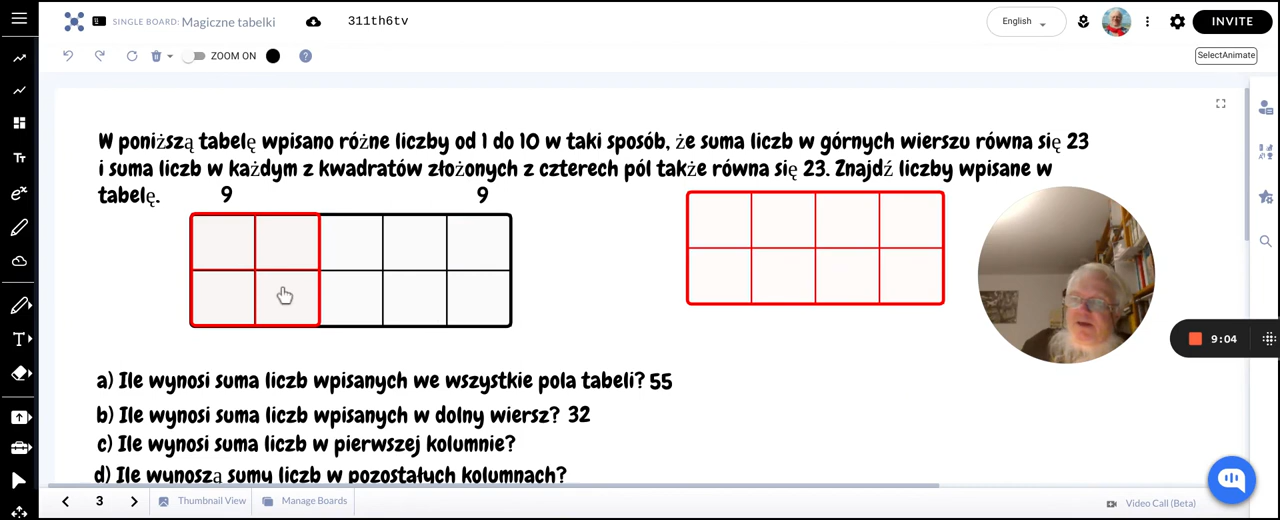 SINGLE BOARD: Magiczne tabelki
311th6tv
English
INVITE
ZOOM ON
SelectAnimate
W poniższą tabelę wpisano różne liczby od 1 do 10 w taki sposób, że suma liczb w górnych wierszu równa się 23
i suma liczb w każdym z kwadratów złożonych z czterech pól także równa się 23. Znajdź liczby wpisane w
tabelę.
9 9
9:04
a) Ile wynosi suma liczb wpisanych we wszystkie pola tabeli? 55
b) Ile wynosi suma liczb wpisanych w dolny wiersz? 32
c) Ile wynosi suma liczb w pierwszej kolumnie?
d) Ile wynoszą sumy liczb w pozostałych kolumnach?
3
Thumbnail View
Manage Boards
Video Call (Beta)